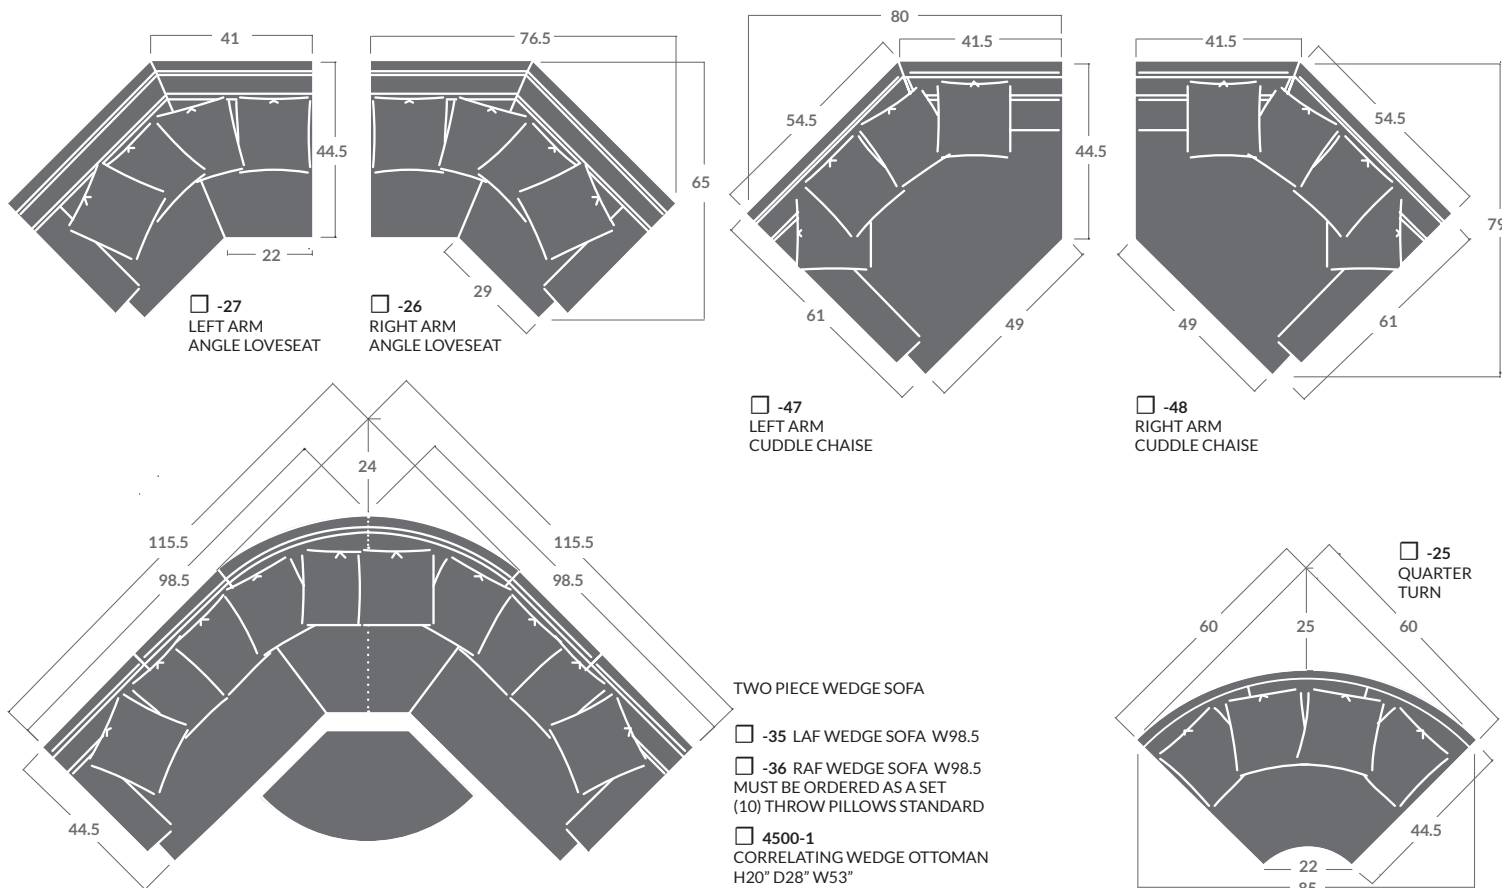 41
76.5
80
41.5
41.5
54.5
54.5
44.5
65
44.5
22
29
61
49
49
61
☐ -27
LEFT ARM
ANGLE LOVESEAT
☐ -26
RIGHT ARM
ANGLE LOVESEAT
☐ -47
LEFT ARM
CUDDLE CHAISE
☐ -48
RIGHT ARM
CUDDLE CHAISE
24
115.5
98.5
115.5
98.5
44.5
TWO PIECE WEDGE SOFA
☐ -35 LAF WEDGE SOFA W98.5
☐ -36 RAF WEDGE SOFA W98.5
MUST BE ORDERED AS A SET
(10) THROW PILLOWS STANDARD
☐ 4500-1
CORRELATING WEDGE OTTOMAN
H20” D28” W53”
☐ -25
QUARTER
TURN
60
25
60
44.5
22